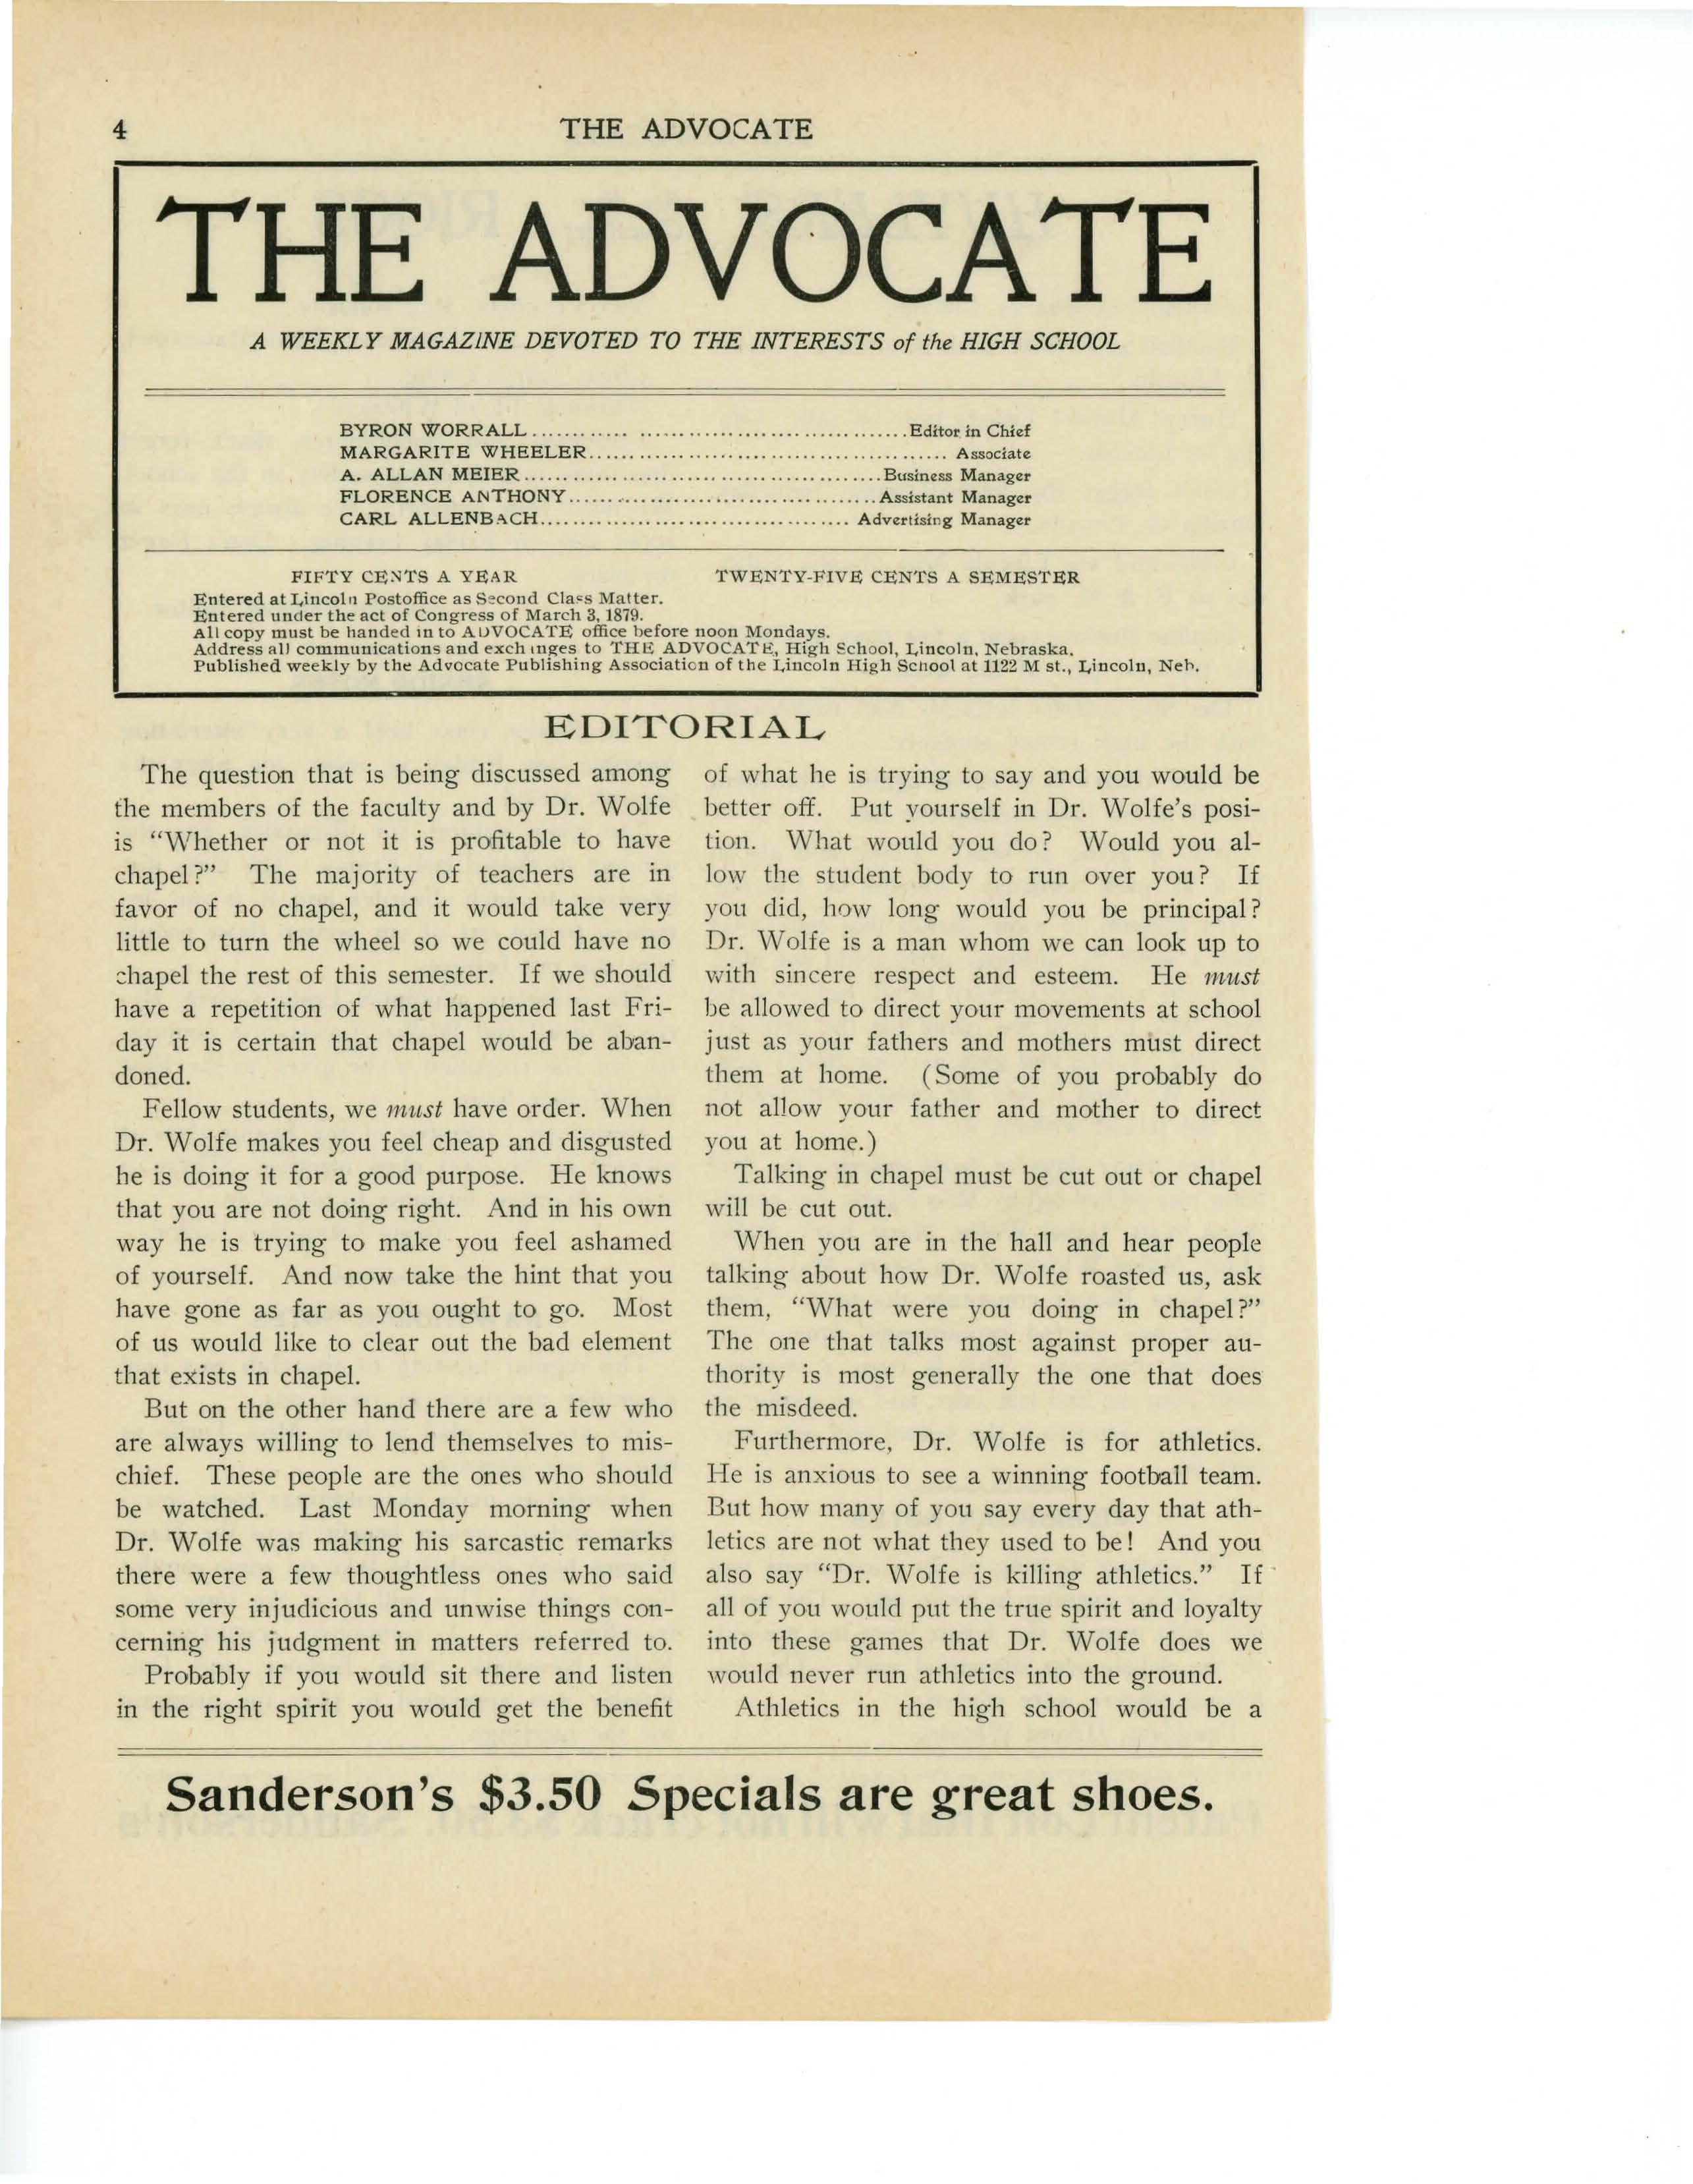 4
THE ADVOCATE
THE ADVOCATE
A WEEKLY MAGAZINE DEVOTED TO THE INTERESTS of the HIGH SCHOOL
BYRON WORRALL............ ..................................Editor in Chief
MARGARITE WHEELER............................................. Associate
A. ALLAN MEIER.............................................Business Manager
FLORENCE ANTHONY.......................................Assistant Manager
CARL ALLENBACH....................................... Advertising Manager
FIFTY CENTS A YEAR TWENTY-FIVE CENTS A SEMESTER
Entered at Lincoln Postoffice as Second Class Matter.
Entered under the act of Congress of March 3, 1879.
All copy must be handed in to ADVOCATE office before noon Mondays.
Address all communications and exchanges to THE ADVOCATE, High School, Lincoln, Nebraska.
Published weekly by the Advocate Publishing Association of the Lincoln High School at 1122 M st., Lincoln, Neb.
EDITORIAL
The question that is being discussed among
the members of the faculty and by Dr. Wolfe
is "Whether or not it is profitable to have
chapel?" The majority of teachers are in
favor of no chapel, and it would take very
little to turn the wheel so we could have no
chapel the rest of this semester. If we should
have a repetition of what happened last Fri-
day it is certain that chapel would be aban-
doned.
Fellow students, we must have order. When
Dr. Wolfe makes you feel cheap and disgusted
he is doing it for a good purpose. He knows
that you are not doing right. And in his own
way he is trying to make you feel ashamed
of yourself. And now take the hint that you
have gone as far as you ought to go. Most
of us would like to clear out the bad element
that exists in chapel.
But on the other hand there are a few who
are always willing to lend themselves to mis-
chief. These people are the ones who should
be watched. Last Monday morning when
Dr. Wolfe was making his sarcastic remarks
there were a few thoughtless ones who said
some very injudicious and unwise things con-
cerning his judgment in matters referred to.
Probably if you would sit there and listen
in the right spirit you would get the benefit
of what he is trying to say and you would be
better off. Put yourself in Dr. Wolfe's posi-
tion. What would you do? Would you al-
low the student body to run over you? If
you did, how long would you be principal?
Dr. Wolfe is a man whom we can look up to
with sincere respect and esteem. He must
be allowed to direct your movements at school
just as your fathers and mothers must direct
them at home. (Some of you probably do
not allow your father and mother to direct
you at home.)
Talking in chapel must be cut out or chapel
will be cut out.
When you are in the hall and hear people
talking about how Dr. Wolfe roasted us, ask
them, "What were you doing in chapel?"
The one that talks most against proper au-
thority is most generally the one that does
the misdeed.
Furthermore, Dr. Wolfe is for athletics.
He is anxious to see a winning football team.
But how many of you say every day that ath-
letics are not what they used to be! And you
also say "Dr. Wolfe is killing athletics." If
all of you would put the true spirit and loyalty
into these games that Dr. Wolfe does we
would never run athletics into the ground.
Athletics in the high school would be a
Sanderson's $3.50 Specials are great shoes.